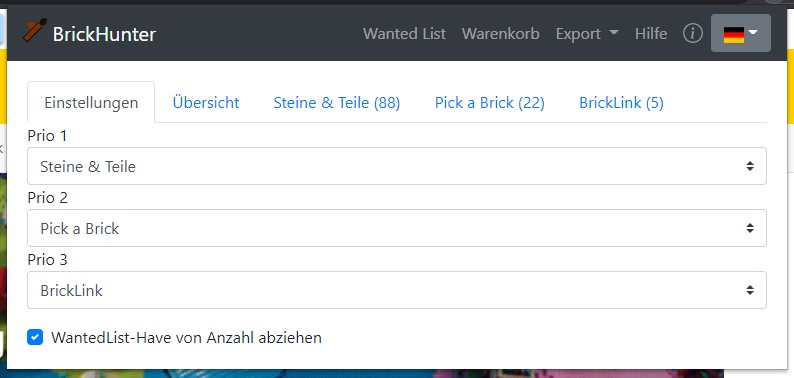 BrickHunter Wanted List Warenkorb Export Hilfe
Einstellungen Übersicht Steine & Teile (88) Pick a Brick (22) BrickLink (5)
Prio 1
Steine & Teile
Prio 2
Pick a Brick
Prio 3
BrickLink
WantedList-Have von Anzahl abziehen